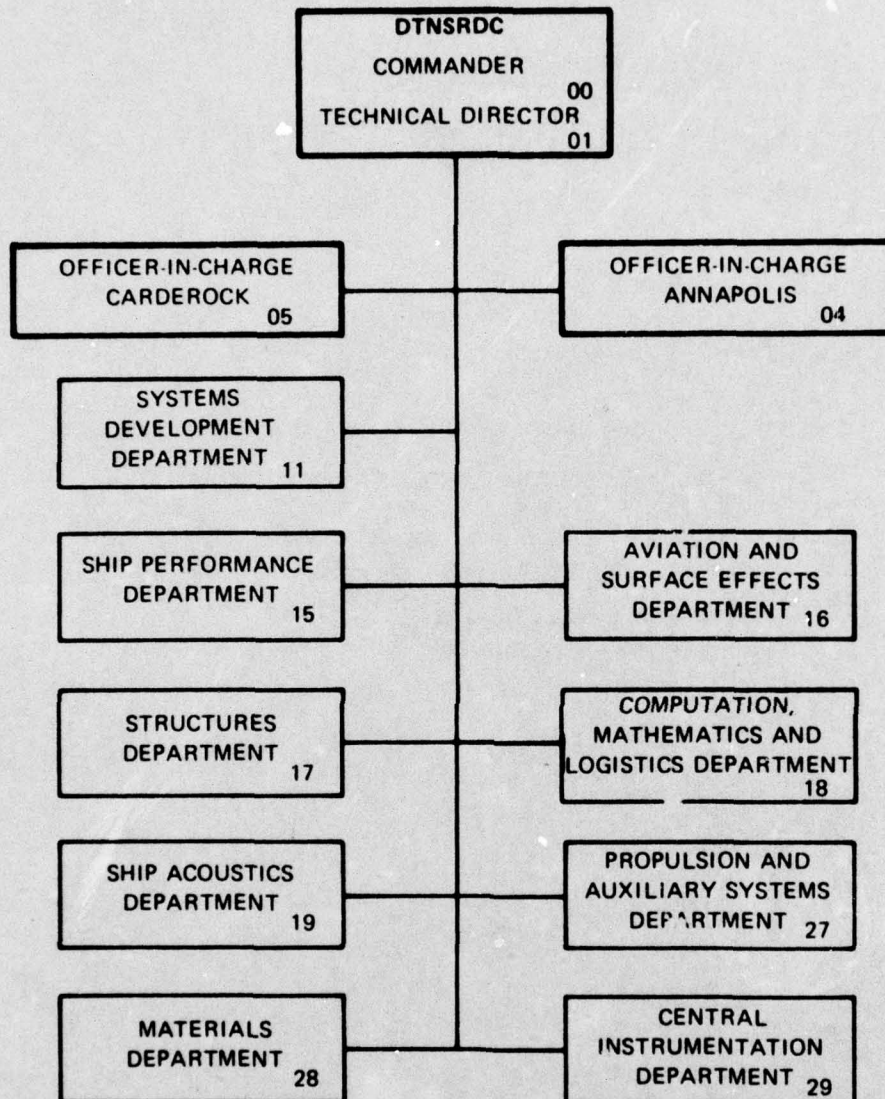 DTNSRDC
COMMANDER
00
TECHNICAL DIRECTOR
01
OFFICER-IN-CHARGE
CARDEROCK
05
OFFICER-IN-CHARGE
ANNAPOLIS
04
SYSTEMS
DEVELOPMENT
DEPARTMENT
11
SHIP PERFORMANCE
DEPARTMENT
15
AVIATION AND
SURFACE EFFECTS
DEPARTMENT
16
STRUCTURES
DEPARTMENT
17
COMPUTATION,
MATHEMATICS AND
LOGISTICS DEPARTMENT
18
SHIP ACOUSTICS
DEPARTMENT
19
PROPULSION AND
AUXILIARY SYSTEMS
DEPARTMENT
27
MATERIALS
DEPARTMENT
28
CENTRAL
INSTRUMENTATION
DEPARTMENT
29